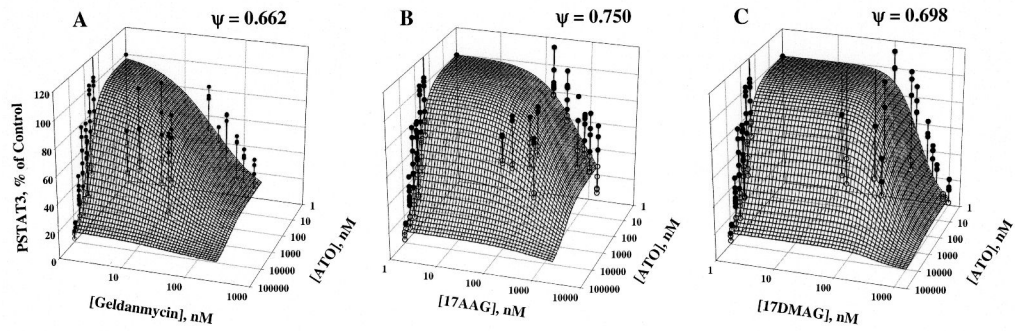 A
ψ = 0.662
B
ψ = 0.750
C
ψ = 0.698
PSTAT3, % of Control
120
100
80
60
40
20
0
10
100
1000
[Geldanmycin], nM
1
10
100
1000
10000
100000
[ATO], nM
1
10
100
1000
10000
[17AAG], nM
1
10
100
1000
10000
100000
[ATO], nM
1
10
100
1000
[17DMAG], nM
1
10
100
1000
10000
100000
[ATO], nM